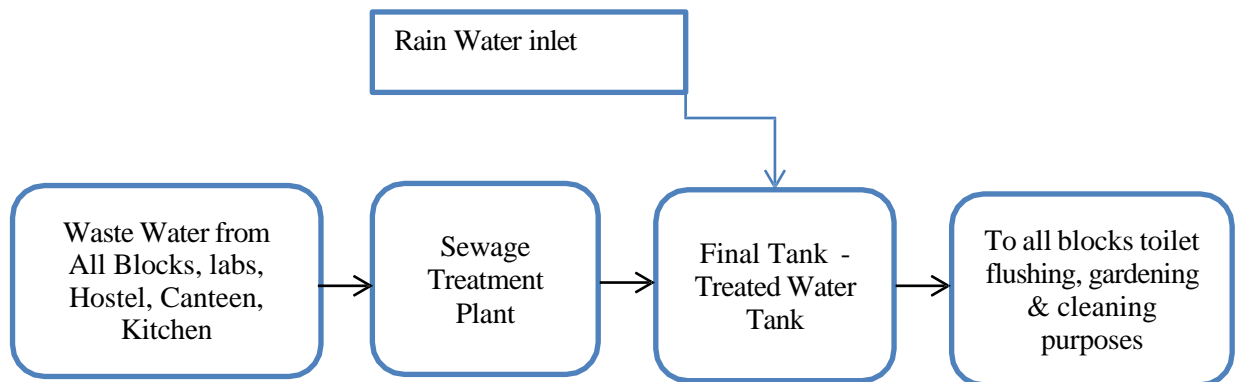 Rain Water inlet
Waste Water from
All Blocks, labs,
Hostel, Canteen,
Kitchen
Sewage
Treatment
Plant
Final Tank -
Treated Water
Tank
To all blocks toilet
flushing, gardening
& cleaning
purposes